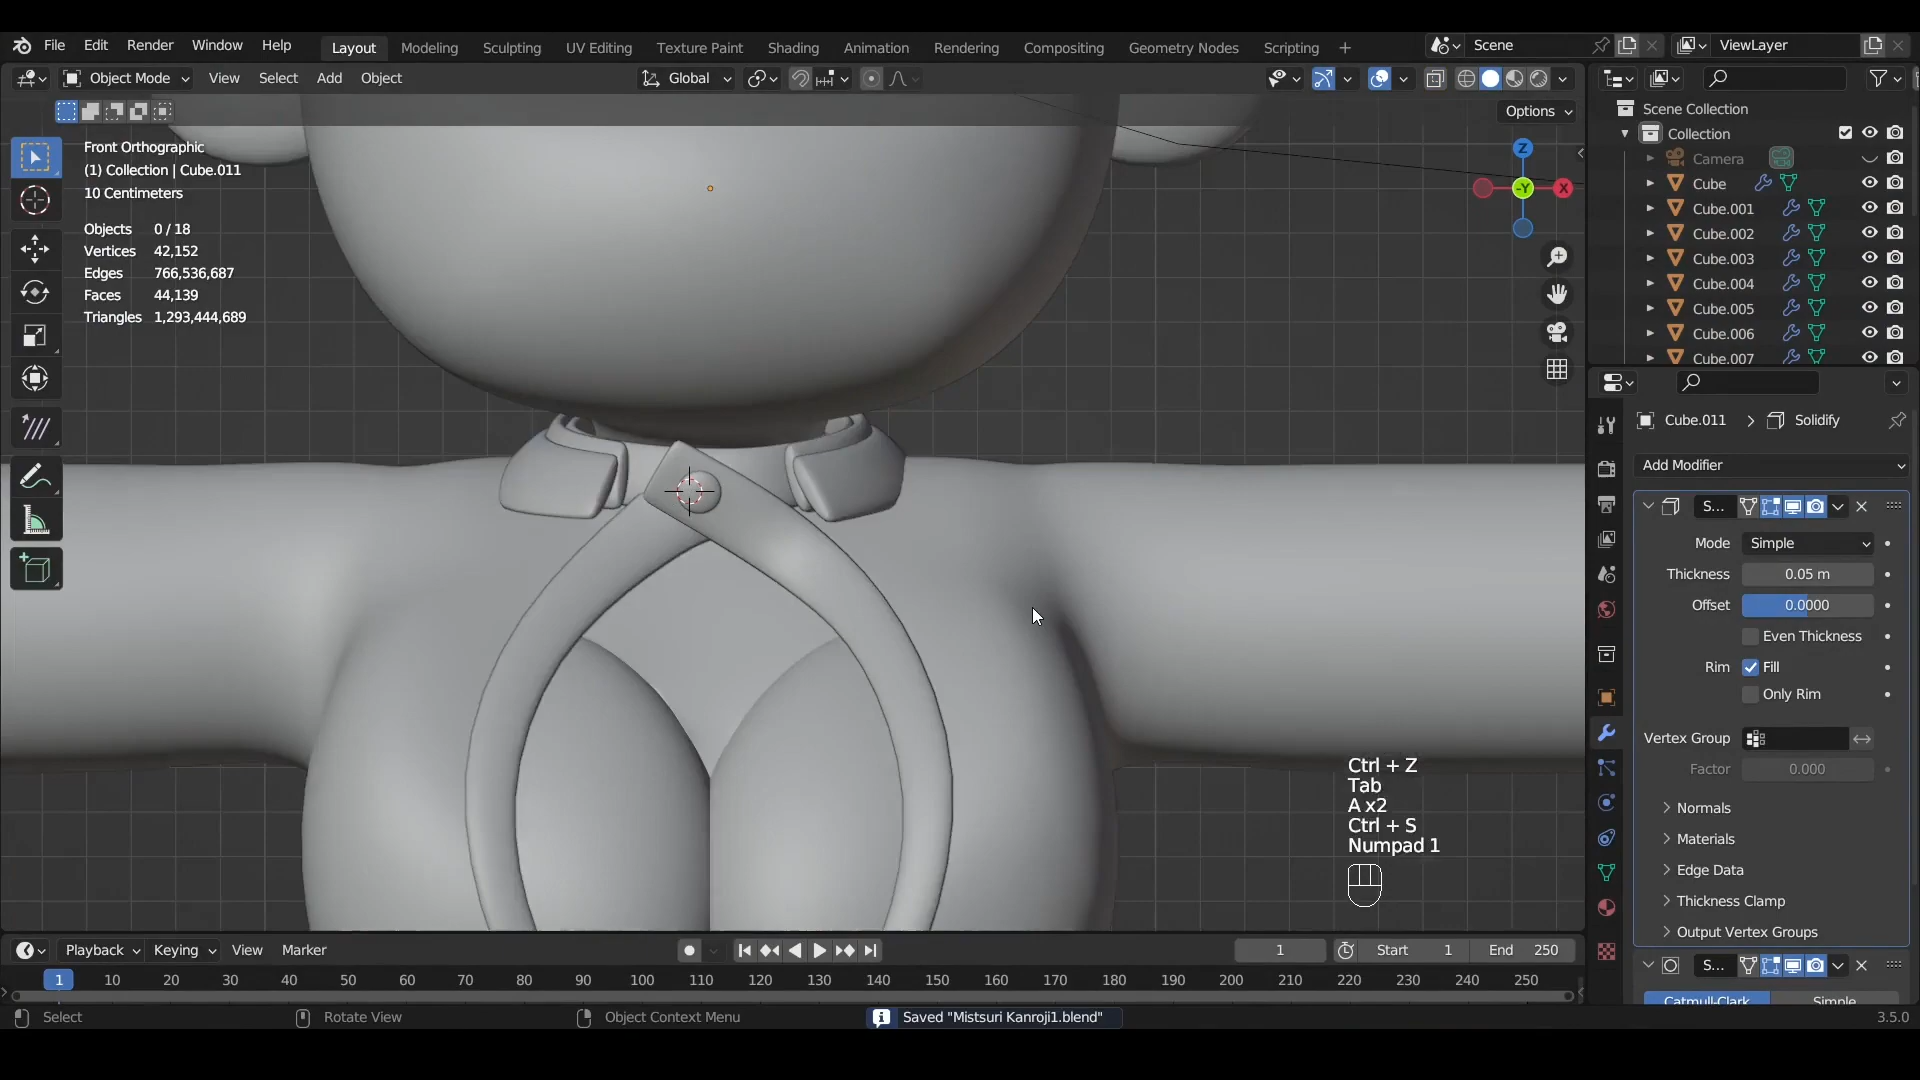 File Edit Render Window Help Layout Modeling Sculpting UV Editing Texture Paint Shading Animation Rendering Compositing Geometry Nodes Scripting + Scene ViewLayer
Object Mode View Select Add Object Global
Options
Front Orthographic
(1) Collection | Cube.011
10 Centimeters
Objects 0 / 18
Vertices 42,152
Edges 766,536,687
Faces 44,139
Triangles 1,293,444,689
Z
-Y
X
Ctrl + Z
Tab
A x2
Ctrl + S
Numpad 1
Scene Collection
Collection
Camera
Cube
Cube.001
Cube.002
Cube.003
Cube.004
Cube.005
Cube.006
Cube.007
Cube.011 > Solidify
Add Modifier
S...
Mode Simple
Thickness 0.05 m
Offset 0.0000
Even Thickness
Rim Fill
Only Rim
Vertex Group
Factor 0.000
Normals
Materials
Edge Data
Thickness Clamp
Output Vertex Groups
S...
Catmull-Clark Simple
Playback Keying View Marker 1 Start 1 End 250
1 10 20 30 40 50 60 70 80 90 100 110 120 130 140 150 160 170 180 190 200 210 220 230 240 250
Select Rotate View Object Context Menu Saved "Mistsuri Kanroji1.blend" 3.5.0